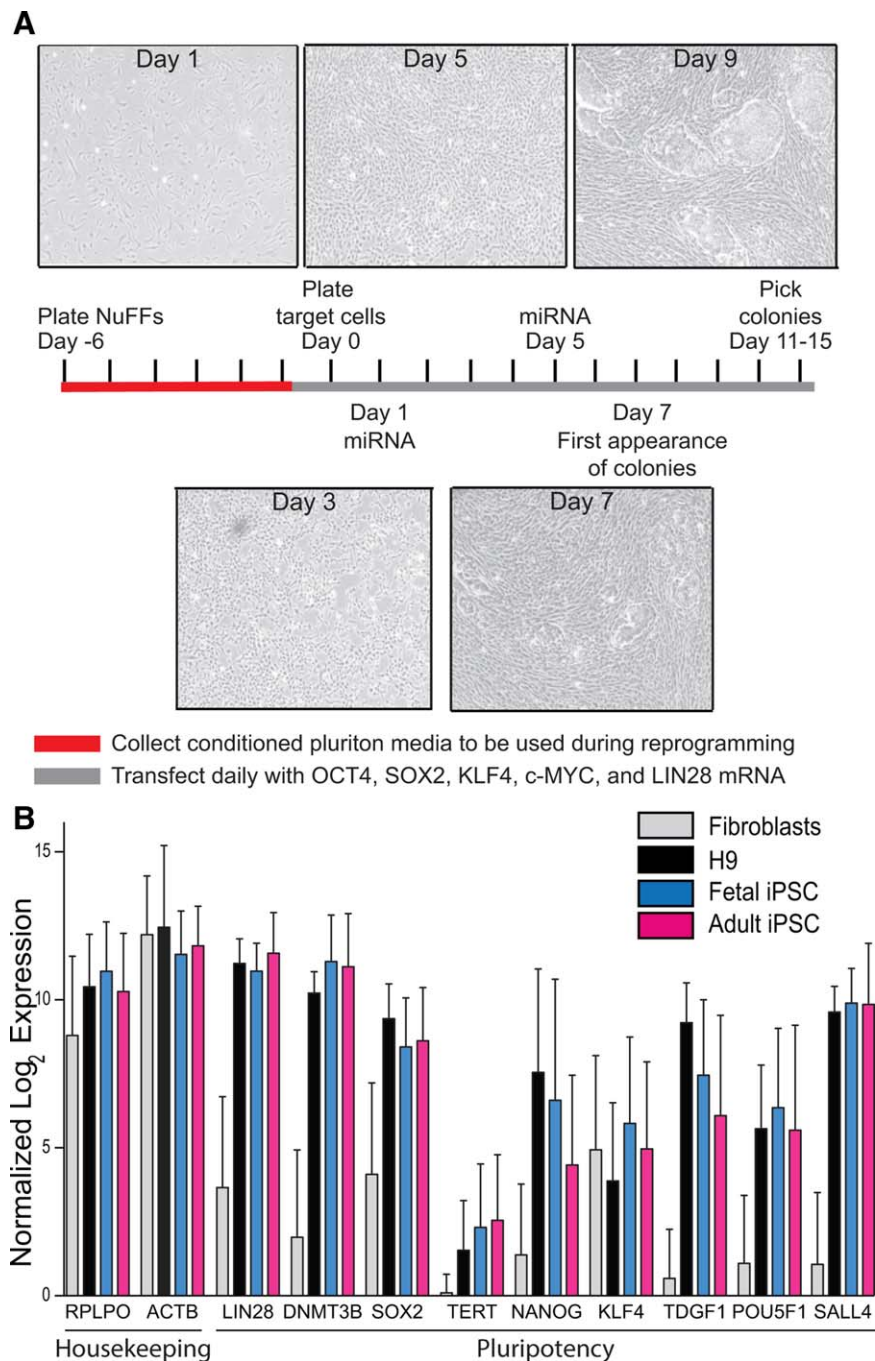 A
Day 1
Day 5
Day 9
Plate NuFFs
Day -6
Plate
target cells
Day 0
miRNA
Day 5
Pick
colonies
Day 11-15
Day 1
miRNA
Day 7
First appearance
of colonies
Day 3
Day 7
Collect conditioned pluriton media to be used during reprogramming
Transfect daily with OCT4, SOX2, KLF4, c-MYC, and LIN28 mRNA
B
Normalized Log2 Expression
15
10
5
0
Fibroblasts
H9
Fetal iPSC
Adult iPSC
RPLPO ACTB LIN28 DNMT3B SOX2 TERT NANOG KLF4 TDGF1 POU5F1 SALL4
Housekeeping Pluripotency